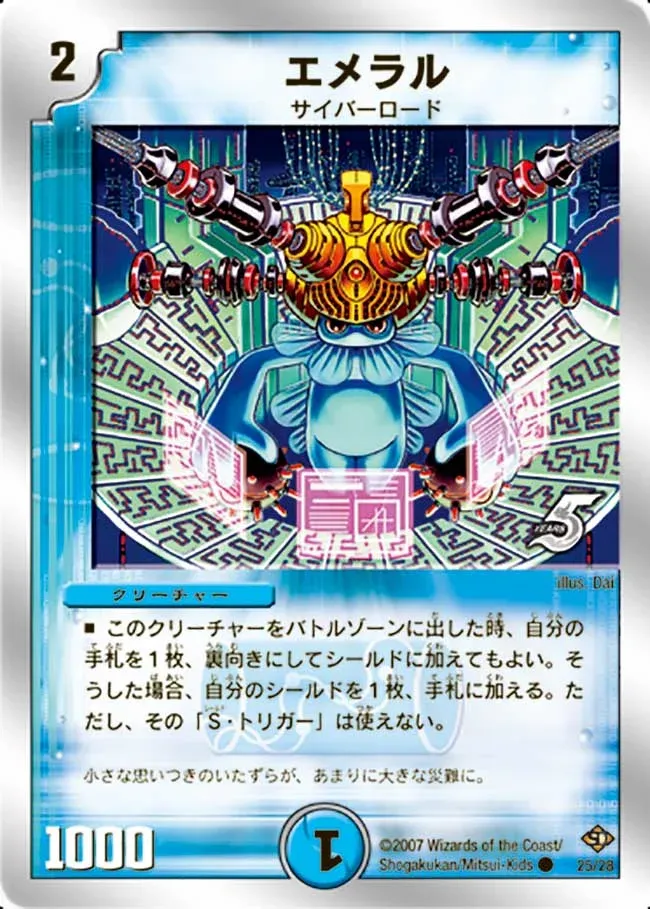 2
エメラル
サイバーロード
5
YEARS
illus. Dai
クリーチャー
■ このクリーチャーをバトルゾーンに出した時、自分の
手札を1枚、裏向きにしてシールドに加えてもよい。そ
うした場合、自分のシールドを1枚、手札に加える。た
だし、その「S・トリガー」は使えない。
小さな思いつきのいたずらが、あまりに大きな災難に。
1000
1
©2007 Wizards of the Coast/
Shogakukan/Mitsui-Kids
25/28